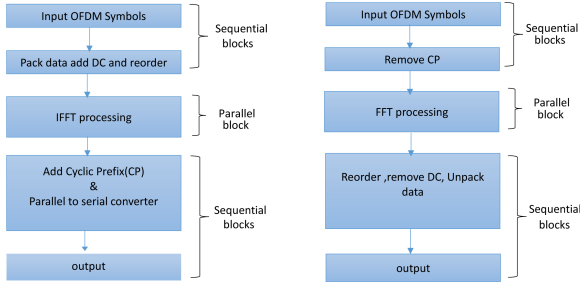 Input OFDM Symbols
Pack data add DC and reorder
Sequential
blocks
IFFT processing
Parallel
block
Add Cyclic Prefix(CP)
&
Parallel to serial converter
output
Sequential
blocks
Input OFDM Symbols
Remove CP
Sequential
blocks
FFT processing
Parallel
block
Reorder ,remove DC, Unpack
data
output
Sequential
blocks